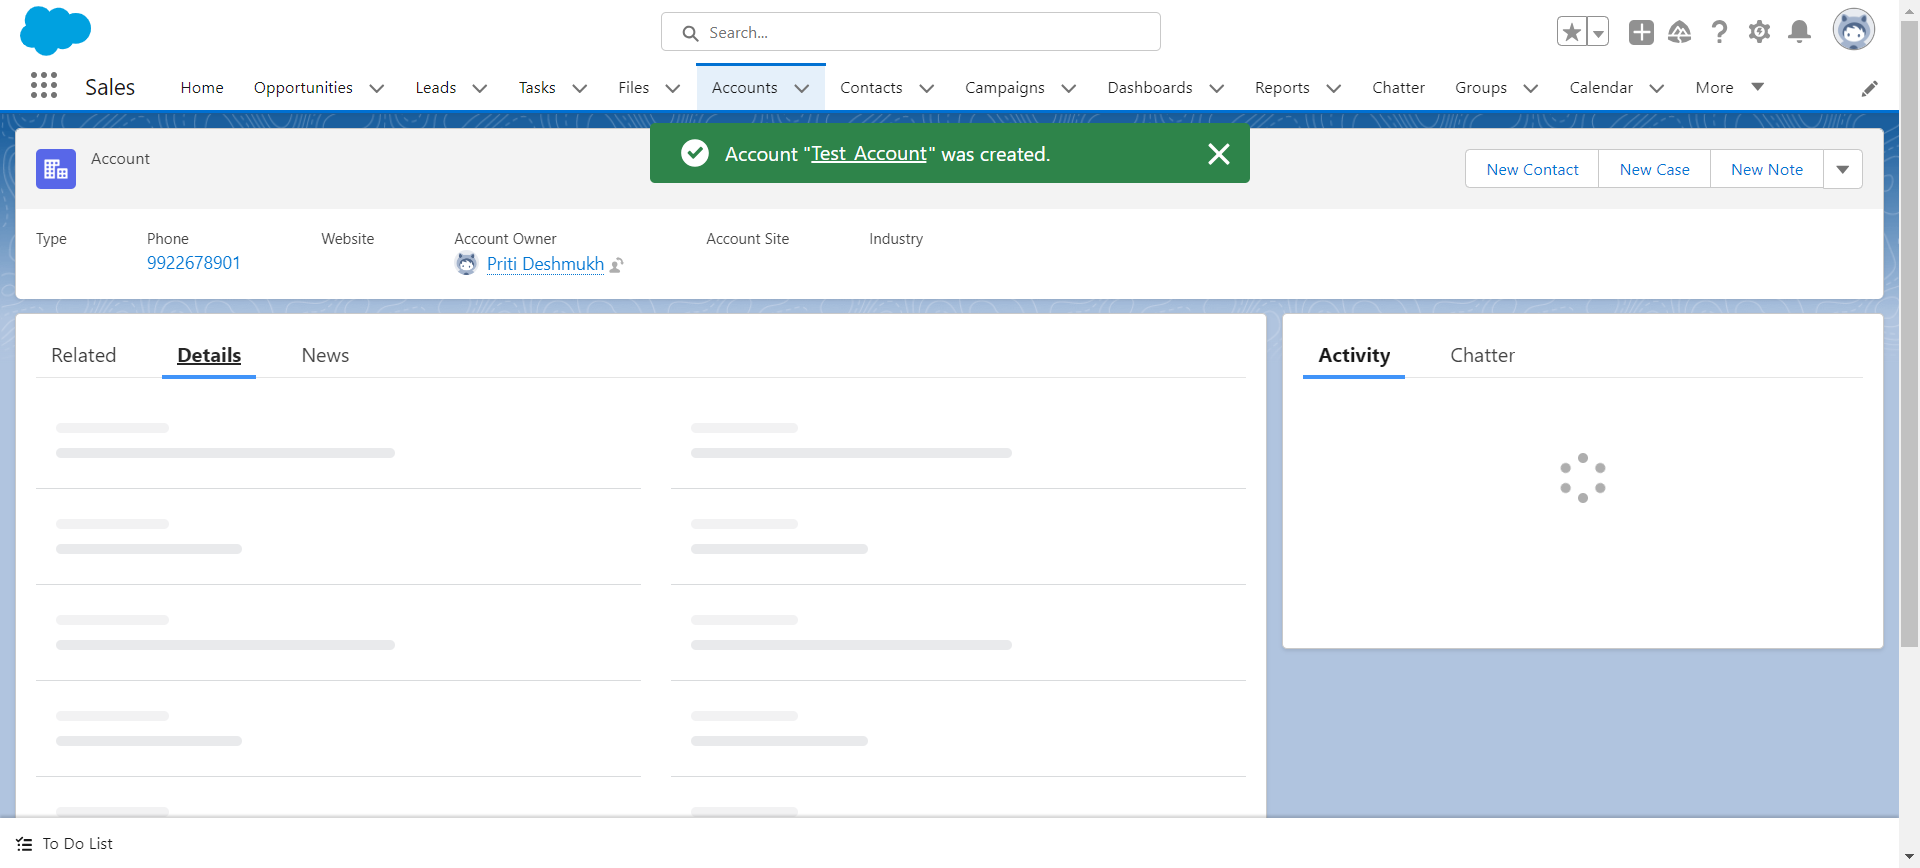 Search...
Sales
Home
Opportunities
Leads
Tasks
Files
Accounts
Contacts
Campaigns
Dashboards
Reports
Chatter
Groups
Calendar
More
Account
Account "Test_Account" was created.
New Contact
New Case
New Note
Type
Phone
Website
Account Owner
Account Site
Industry
9922678901
Priti Deshmukh
Related
Details
News
Activity
Chatter
To Do List